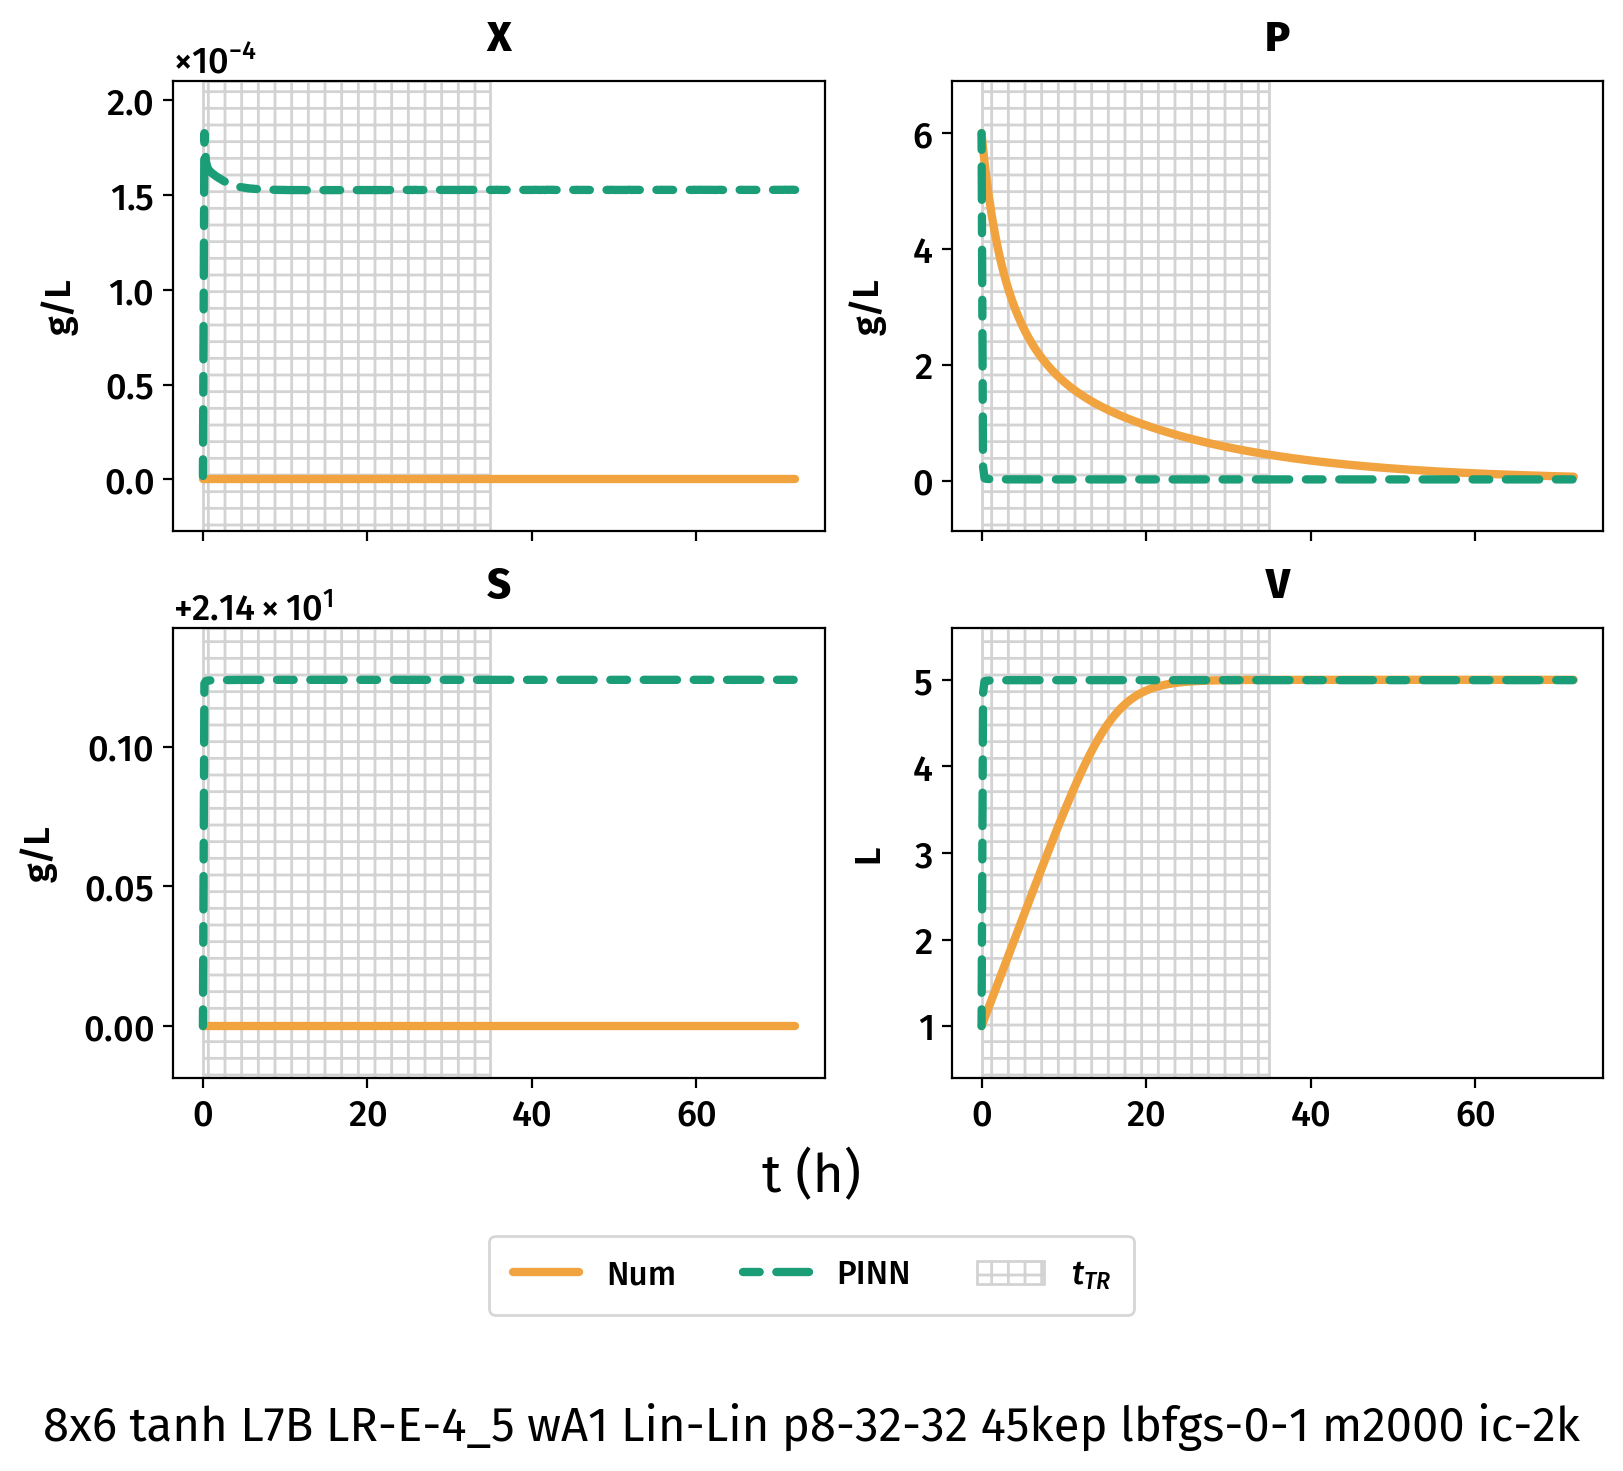 X
×10⁻⁴
2.0
1.5
1.0
0.5
0.0
g/L
P
6
4
2
0
g/L
S
+2.14 × 10¹
0.10
0.05
0.00
g/L
0 20 40 60
V
5
4
3
2
1
L
0 20 40 60
t (h)
Num PINN t_TR
8x6 tanh L7B LR-E-4_5 wA1 Lin-Lin p8-32-32 45kep lbfgs-0-1 m2000 ic-2k